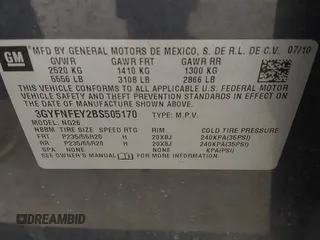 GM
MFD BY GENERAL MOTORS DE MEXICO, S. DE R.L. DE C.V. 07/10
GVWR GAWR FRT GAWR RR
2520 KG 1410 KG 1300 KG
5556 LB 3108 LB 2866 LB
THIS VEHICLE CONFORMS TO ALL APPLICABLE U.S. FEDERAL MOTOR
VEHICLE SAFETY, BUMPER, AND THEFT PREVENTION STANDARDS
IN EFFECT ON THE DATE OF MANUFACTURE SHOWN ABOVE.
3GYFNFEY2BS505170 TYPE: M.P.V.
MODEL: NG26
N8BM TIRE SIZE SPEED RTG RIM COLD TIRE PRESSURE
FRT P235/55R20 H 20X8J 240KPA(35PSI)
RR P235/55R20 H 20X8J 240KPA(35PSI)
SPA NONE NONE KPA(PSI)
SEE OWNER'S MANUAL FOR ADDITIONAL INFORMATION.
DREAMBID